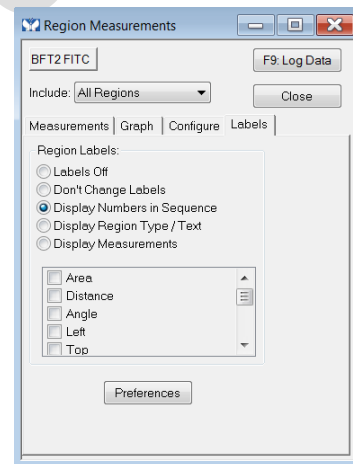 Region Measurements
BFT2 FITC
F9: Log Data
Include: All Regions
Close
Measurements Graph Configure Labels
Region Labels:
Labels Off
Don't Change Labels
Display Numbers in Sequence
Display Region Type / Text
Display Measurements
Area
Distance
Angle
Left
Top
Preferences